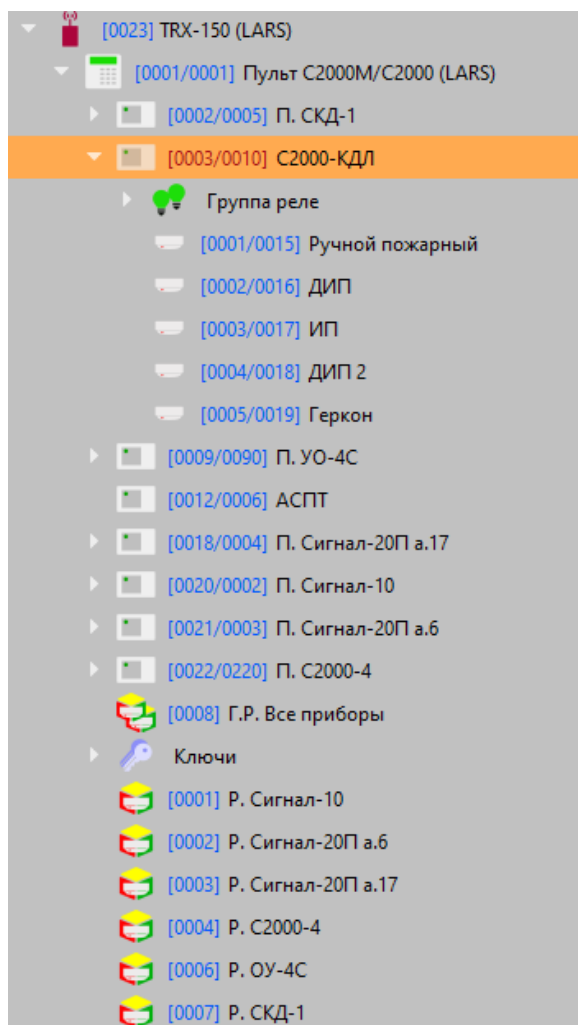 [0023] TRX-150 (LARS)
[0001/0001] Пульт С2000М/С2000 (LARS)
[0002/0005] П. СКД-1
[0003/0010] С2000-КДЛ
Группа реле
[0001/0015] Ручной пожарный
[0002/0016] ДИП
[0003/0017] ИП
[0004/0018] ДИП 2
[0005/0019] Геркон
[0009/0090] П. УО-4С
[0012/0006] АСПТ
[0018/0004] П. Сигнал-20П а.17
[0020/0002] П. Сигнал-10
[0021/0003] П. Сигнал-20П а.6
[0022/0220] П. С2000-4
[0008] Г.Р. Все приборы
Ключи
[0001] Р. Сигнал-10
[0002] Р. Сигнал-20П а.6
[0003] Р. Сигнал-20П а.17
[0004] Р. С2000-4
[0006] Р. ОУ-4С
[0007] Р. СКД-1